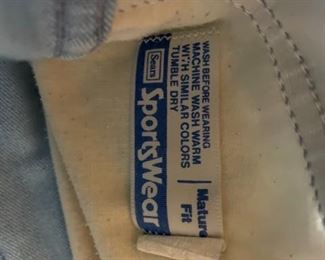 Sears
SportsWear
Mature
Fit
WASH BEFORE WEARING
MACHINE WASH WARM
WITH SIMILAR COLORS
TUMBLE DRY